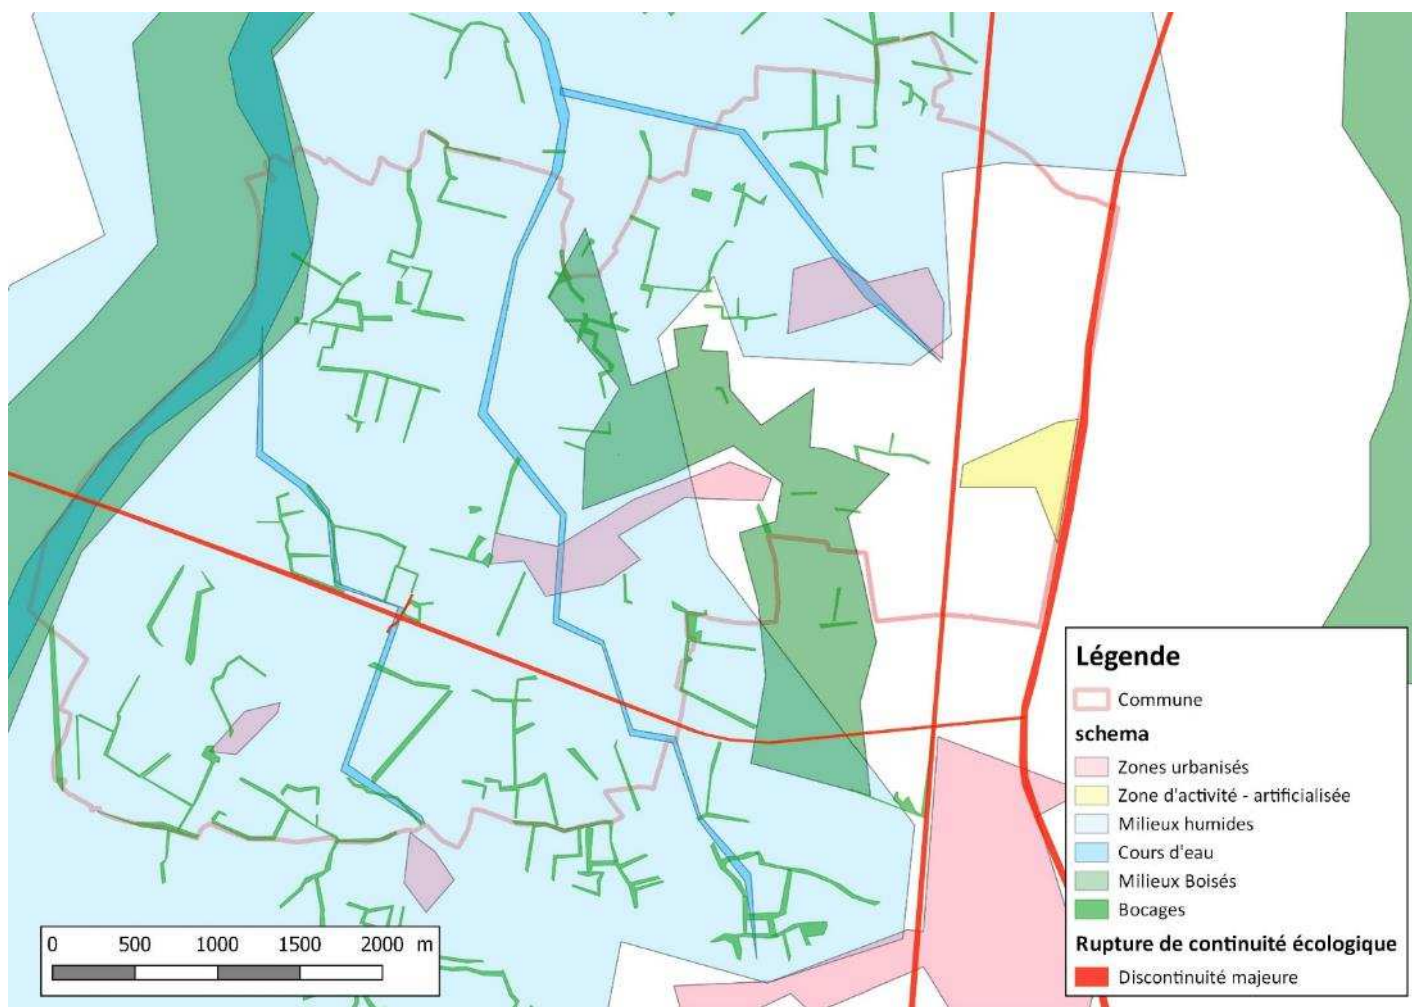 Légende
Commune
schema
Zones urbanisés
Zone d'activité - artificialisée
Milieux humides
Cours d'eau
Milieux Boisés
Bocages
Rupture de continuité écologique
Discontinuité majeure
0 500 1000 1500 2000 m